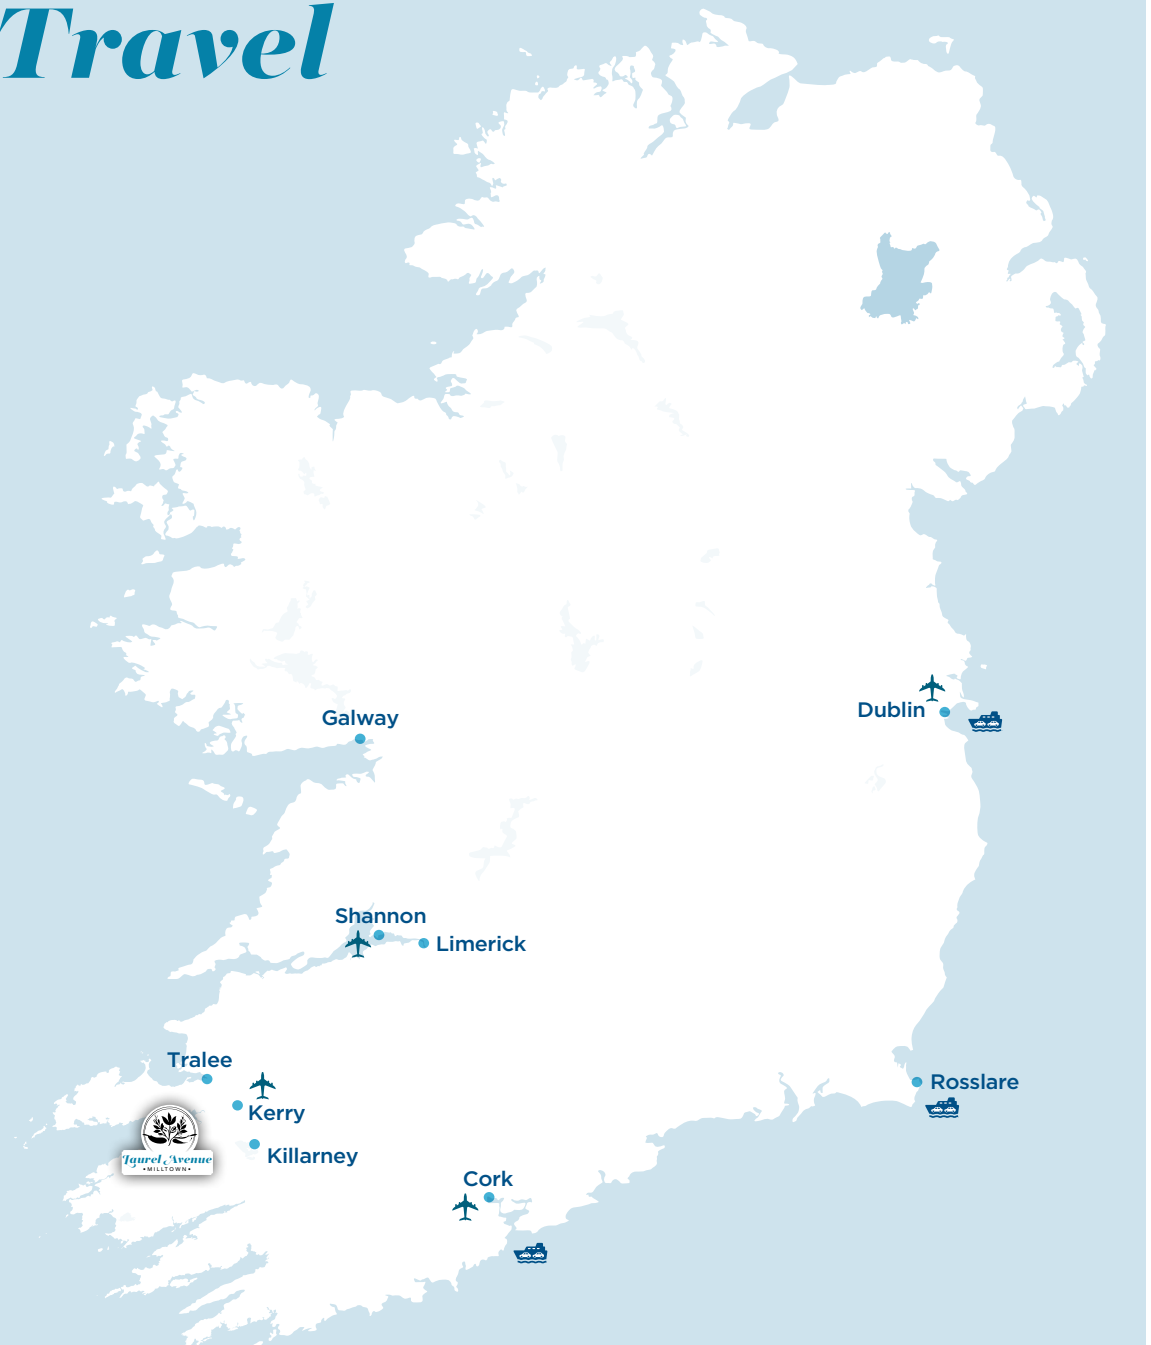 Travel
Galway
Dublin
Shannon
Limerick
Tralee
Kerry
Rosslare
Killarney
Laurel Avenue
•MILLTOWN•
Cork